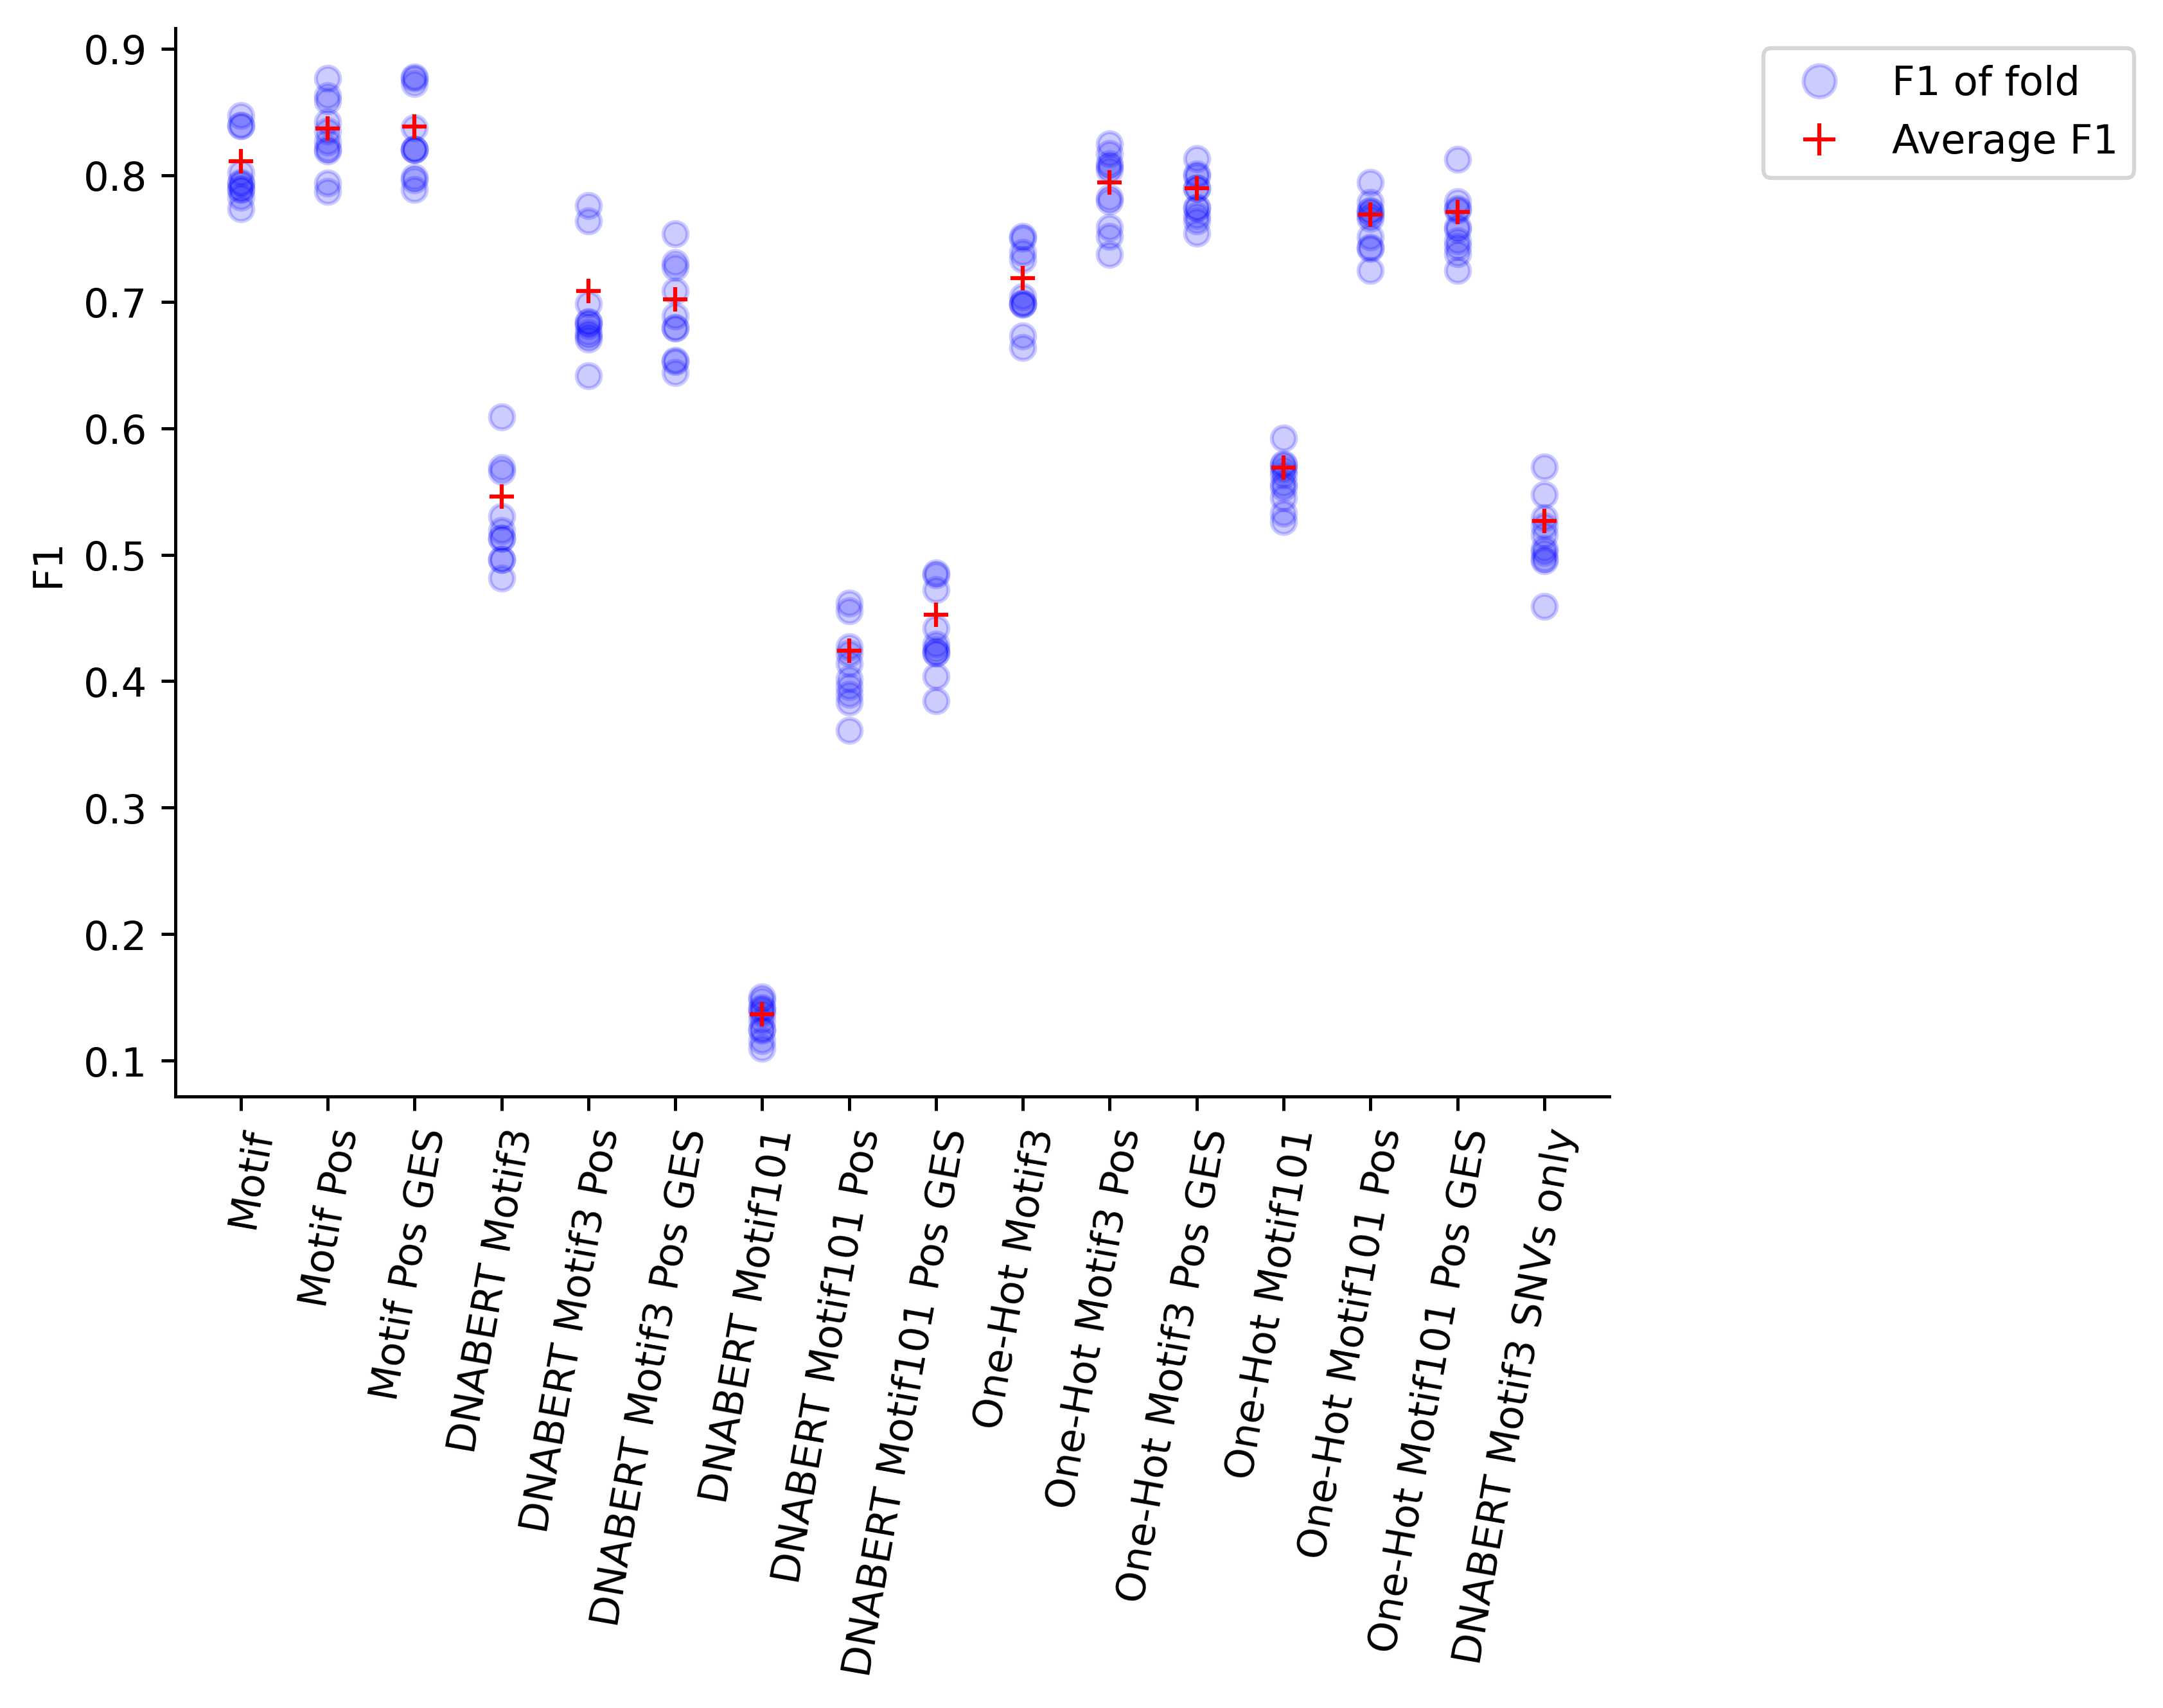 F1 of fold
Average F1
F1
0.9
0.8
0.7
0.6
0.5
0.4
0.3
0.2
0.1
Motif
Motif Pos
Motif Pos GES
DNABERT Motif3
DNABERT Motif3 Pos
DNABERT Motif3 Pos GES
DNABERT Motif101
DNABERT Motif101 Pos
DNABERT Motif101 Pos GES
One-Hot Motif3
One-Hot Motif3 Pos
One-Hot Motif3 Pos GES
One-Hot Motif101
One-Hot Motif101 Pos
One-Hot Motif101 Pos GES
DNABERT Motif3 SNVs only